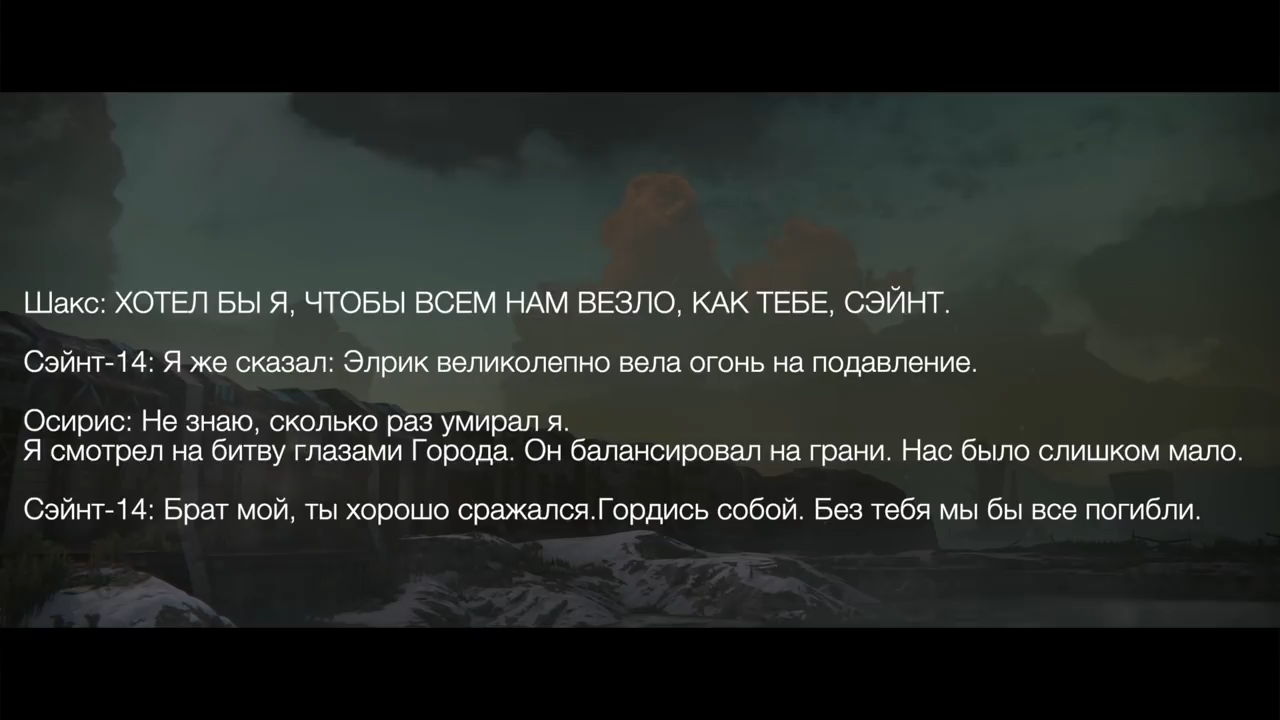 Шакс: ХОТЕЛ БЫ Я, ЧТОБЫ ВСЕМ НАМ ВЕЗЛО, КАК ТЕБЕ, СЭЙНТ.
Сэйнт-14: Я же сказал: Элрик великолепно вела огонь на подавление.
Осирис: Не знаю, сколько раз умирал я.
Я смотрел на битву глазами Города. Он балансировал на грани. Нас было слишком мало.
Сэйнт-14: Брат мой, ты хорошо сражался.Гордись собой. Без тебя мы бы все погибли.